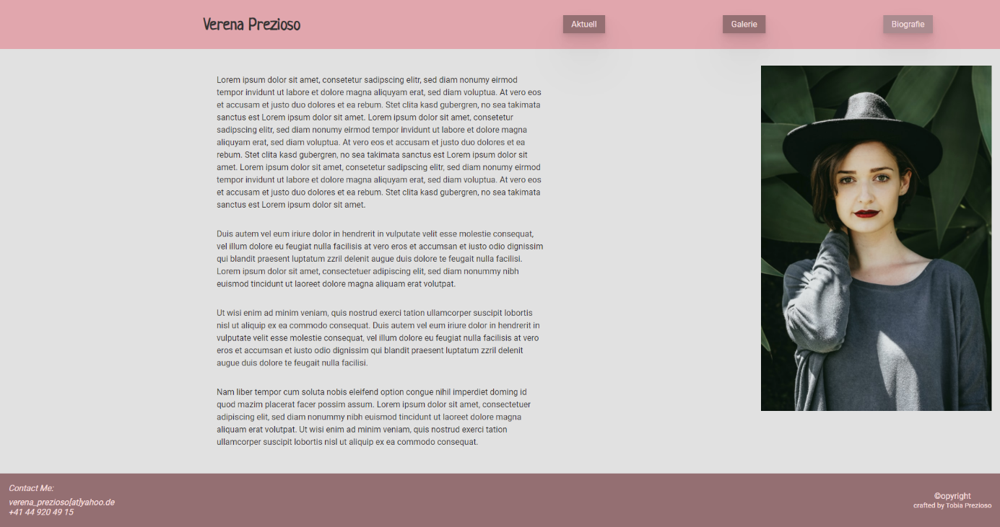 Verena Prezioso
Aktuell
Galerie
Biografie
Lorem ipsum dolor sit amet, consetetur sadipscing elitr, sed diam nonumy eirmod
tempor invidunt ut labore et dolore magna aliquyam erat, sed diam voluptua. At vero eos
et accusam et justo duo dolores et ea rebum. Stet clita kasd gubergren, no sea takimata
sanctus est Lorem ipsum dolor sit amet. Lorem ipsum dolor sit amet, consetetur
sadipscing elitr, sed diam nonumy eirmod tempor invidunt ut labore et dolore magna
aliquyam erat, sed diam voluptua. At vero eos et accusam et justo duo dolores et ea
rebum. Stet clita kasd gubergren, no sea takimata sanctus est Lorem ipsum dolor sit
amet. Lorem ipsum dolor sit amet, consetetur sadipscing elitr, sed diam nonumy eirmod
tempor invidunt ut labore et dolore magna aliquyam erat, sed diam voluptua. At vero eos
et accusam et justo duo dolores et ea rebum. Stet clita kasd gubergren, no sea takimata
sanctus est Lorem ipsum dolor sit amet.
Duis autem vel eum iriure dolor in hendrerit in vulputate velit esse molestie consequat,
vel illum dolore eu feugiat nulla facilisis at vero eros et accumsan et iusto odio dignissim
qui blandit praesent luptatum zzril delenit augue duis dolore te feugait nulla facilisi.
Lorem ipsum dolor sit amet, consectetuer adipiscing elit, sed diam nonummy nibh
euismod tincidunt ut laoreet dolore magna aliquam erat volutpat.
Ut wisi enim ad minim veniam, quis nostrud exerci tation ullamcorper suscipit lobortis
nisl ut aliquip ex ea commodo consequat. Duis autem vel eum iriure dolor in hendrerit in
vulputate velit esse molestie consequat, vel illum dolore eu feugiat nulla facilisis at vero
eros et accumsan et iusto odio dignissim qui blandit praesent luptatum zzril delenit
augue duis dolore te feugait nulla facilisi.
Nam liber tempor cum soluta nobis eleifend option congue nihil imperdiet doming id
quod mazim placerat facer possim assum. Lorem ipsum dolor sit amet, consectetuer
adipiscing elit, sed diam nonummy nibh euismod tincidunt ut laoreet dolore magna
aliquam erat volutpat. Ut wisi enim ad minim veniam, quis nostrud exerci tation
ullamcorper suscipit lobortis nisl ut aliquip ex ea commodo consequat.
Contact Me:
verena_prezioso[at]yahoo.de
+41 44 920 49 15
©opyright
crafted by Tobia Prezioso